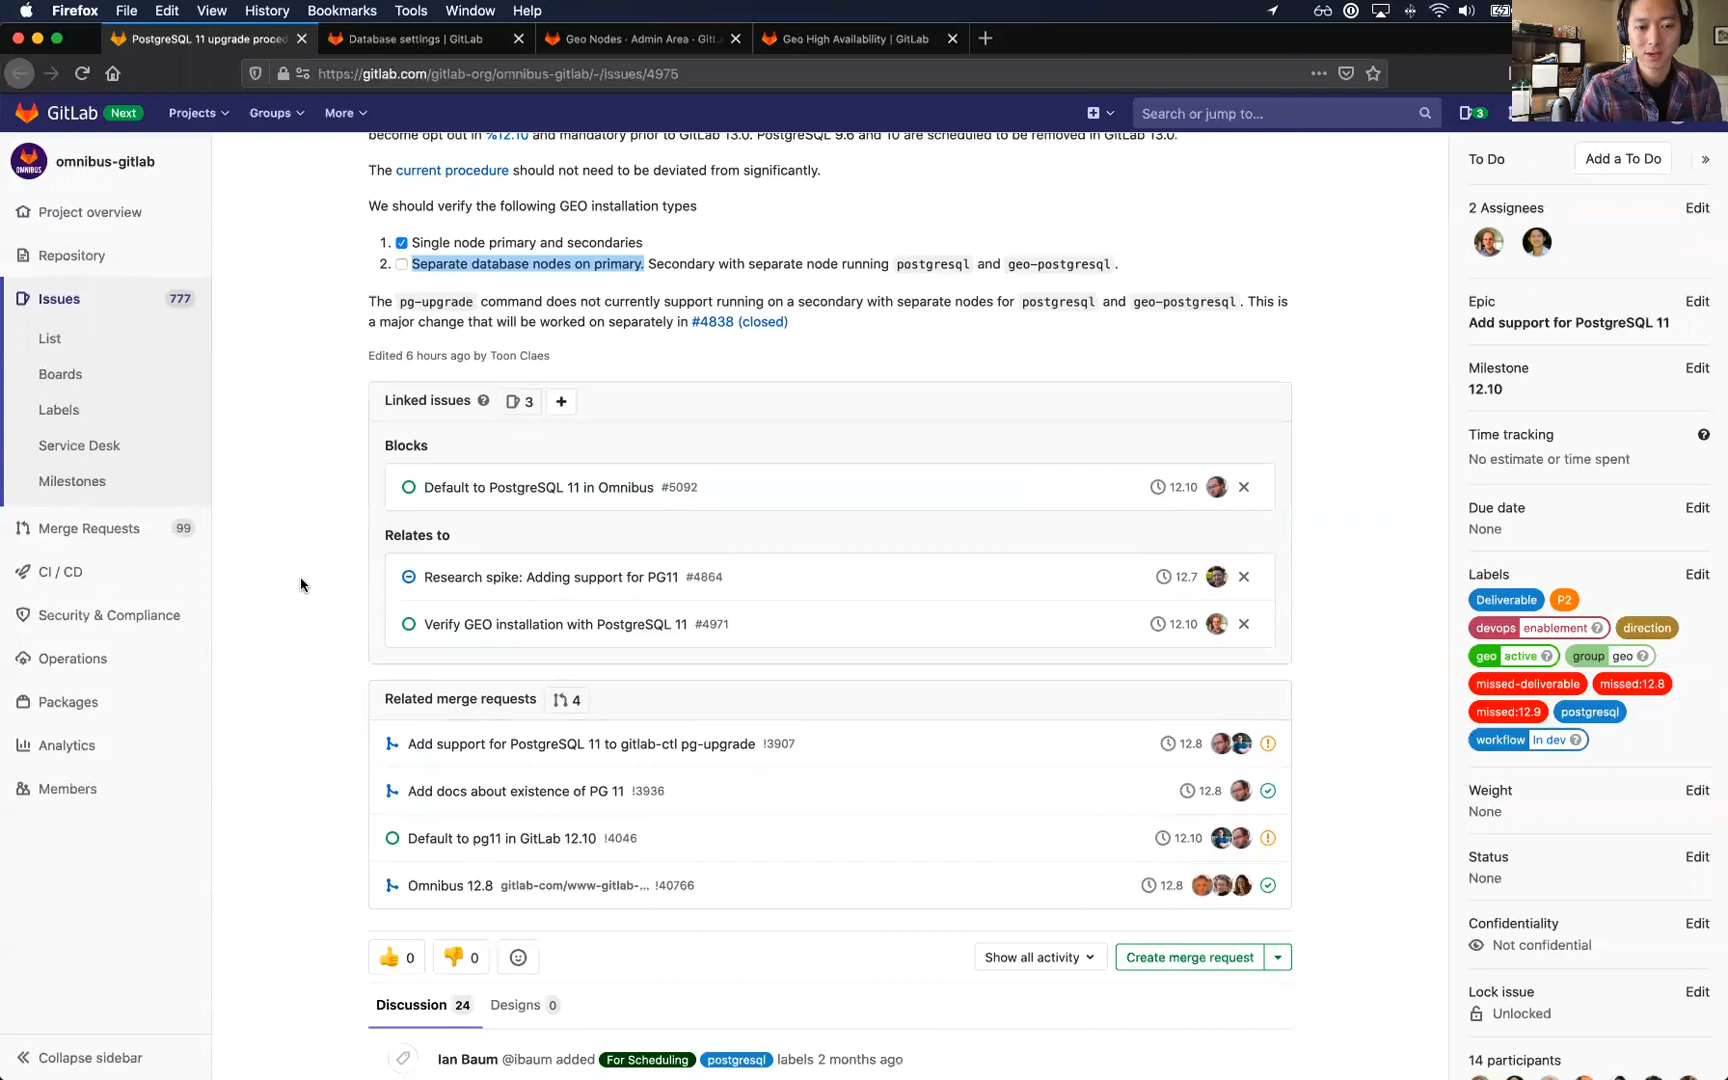 Firefox File Edit View History Bookmarks Tools Window Help
PostgreSQL 11 upgrade proced
Database settings | GitLab
Geo Nodes · Admin Area · GitL
Geo High Availability | GitLab
https://gitlab.com/gitlab-org/omnibus-gitlab/-/issues/4975
GitLab Next Projects Groups More Search or jump to... 3
omnibus-gitlab
Project overview
Repository
Issues 777
List
Boards
Labels
Service Desk
Milestones
Merge Requests 99
CI / CD
Security & Compliance
Operations
Packages
Analytics
Members
Collapse sidebar
become opt out in %12.10 and mandatory prior to GitLab 13.0. PostgreSQL 9.6 and 10 are scheduled to be removed in GitLab 13.0.
The current procedure should not need to be deviated from significantly.
We should verify the following GEO installation types
1. Single node primary and secondaries
2. Separate database nodes on primary. Secondary with separate node running postgresql and geo-postgresql.
The pg-upgrade command does not currently support running on a secondary with separate nodes for postgresql and geo-postgresql. This is
a major change that will be worked on separately in #4838 (closed)
Edited 6 hours ago by Toon Claes
Linked issues 3
Blocks
Default to PostgreSQL 11 in Omnibus #5092 12.10
Relates to
Research spike: Adding support for PG11 #4864 12.7
Verify GEO installation with PostgreSQL 11 #4971 12.10
Related merge requests 4
Add support for PostgreSQL 11 to gitlab-ctl pg-upgrade !3907 12.8
Add docs about existence of PG 11 !3936 12.8
Default to pg11 in GitLab 12.10 !4046 12.10
Omnibus 12.8 gitlab-com/www-gitlab-... !40766 12.8
0 0 Show all activity Create merge request
Discussion 24 Designs 0
Ian Baum @ibaum added For Scheduling postgresql labels 2 months ago
To Do Add a To Do
2 Assignees Edit
Epic Edit
Add support for PostgreSQL 11
Milestone Edit
12.10
Time tracking
No estimate or time spent
Due date Edit
None
Labels Edit
Deliverable P2
devops enablement direction
geo active group geo
missed-deliverable missed:12.8
missed:12.9 postgresql
workflow In dev
Weight Edit
None
Status Edit
None
Confidentiality Edit
Not confidential
Lock issue Edit
Unlocked
14 participants